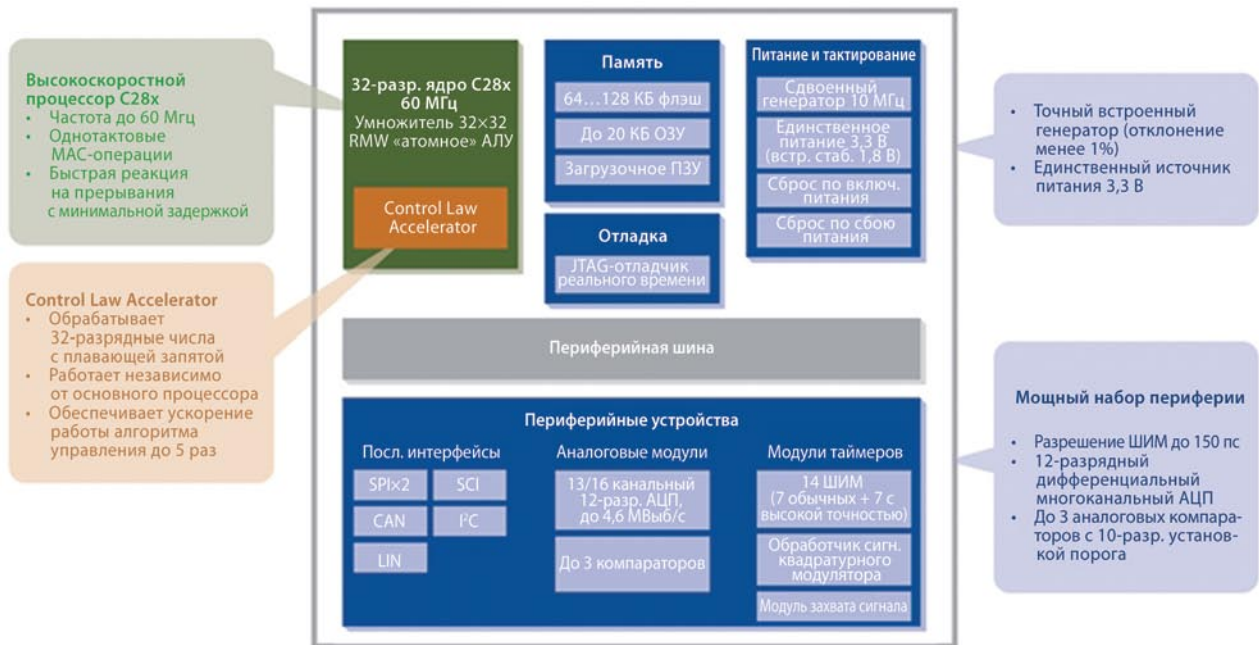 Высокоскоростной
процессор C28x
• Частота до 60 Мгц
• Однотактовые
MAC-операции
• Быстрая реакция
на прерывания
с минимальной задержкой
Control Law Accelerator
• Обрабатывает
32-разрядные числа
с плавающей запятой
• Работает независимо
от основного процессора
• Обеспечивает ускорение
работы алгоритма
управления до 5 раз
32-разр. ядро C28x
60 МГц
Умножитель 32×32
RMW «атомное» АЛУ
Control Law
Accelerator
Память
64...128 КБ флэш
До 20 КБ ОЗУ
Загрузочное ПЗУ
Отладка
JTAG-отладчик
реального времени
Питание и тактирование
Сдвоенный
генератор 10 МГц
Единственное
питание 3,3 В
(встр. стаб. 1,8 В)
Сброс по включ.
питания
Сброс по сбою
питания
• Точный встроенный
генератор (отклонение
менее 1%)
• Единственный источник
питания 3,3 В
Периферийная шина
Периферийные устройства
Посл. интерфейсы
SPI×2
SCI
CAN
I²C
LIN
Аналоговые модули
13/16 канальный
12-разр. АЦП,
до 4,6 МВыб/с
До 3 компараторов
Модули таймеров
14 ШИМ
(7 обычных + 7 с
высокой точностью)
Обработчик сигн.
квадратурного
модулятора
Модуль захвата сигнала
Мощный набор периферии
• Разрешение ШИМ до 150 пс
• 12-разрядный
дифференциальный
многоканальный АЦП
• До 3 аналоговых компара-
торов с 10-разр. установ-
кой порога